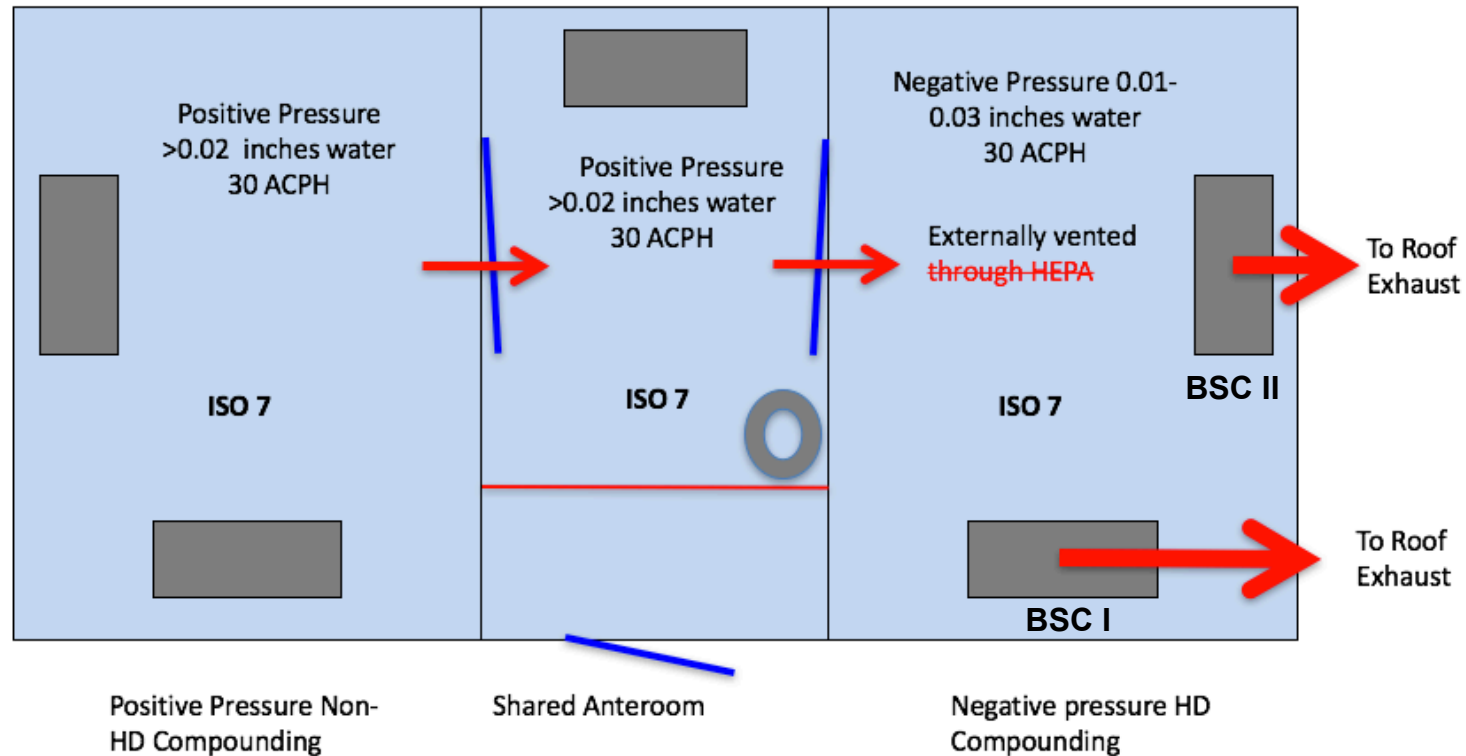 Positive Pressure
>0.02 inches water
30 ACPH
Positive Pressure
>0.02 inches water
30 ACPH
Negative Pressure 0.01-
0.03 inches water
30 ACPH
Externally vented
through HEPA
To Roof
Exhaust
BSC II
ISO 7
ISO 7
ISO 7
To Roof
Exhaust
BSC I
Positive Pressure Non-
HD Compounding
Shared Anteroom
Negative pressure HD
Compounding